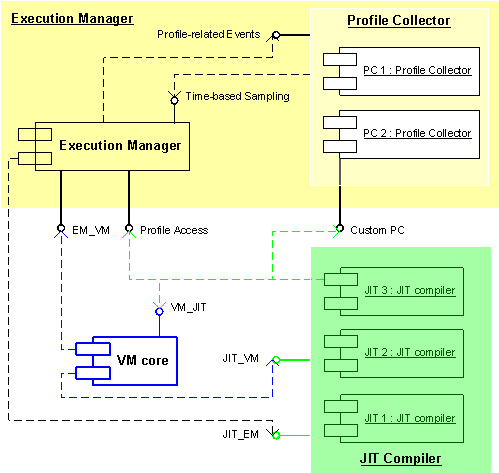 Execution Manager
Profile Collector
Profile-related Events
PC 1 : Profile Collector
Time-based Sampling
PC 2 : Profile Collector
Execution Manager
EM_VM
Profile Access
Custom PC
JIT 3 : JIT compiler
VM_JIT
VM core
JIT_VM
JIT 2 : JIT compiler
JIT 1 : JIT compiler
JIT_EM
JIT Compiler